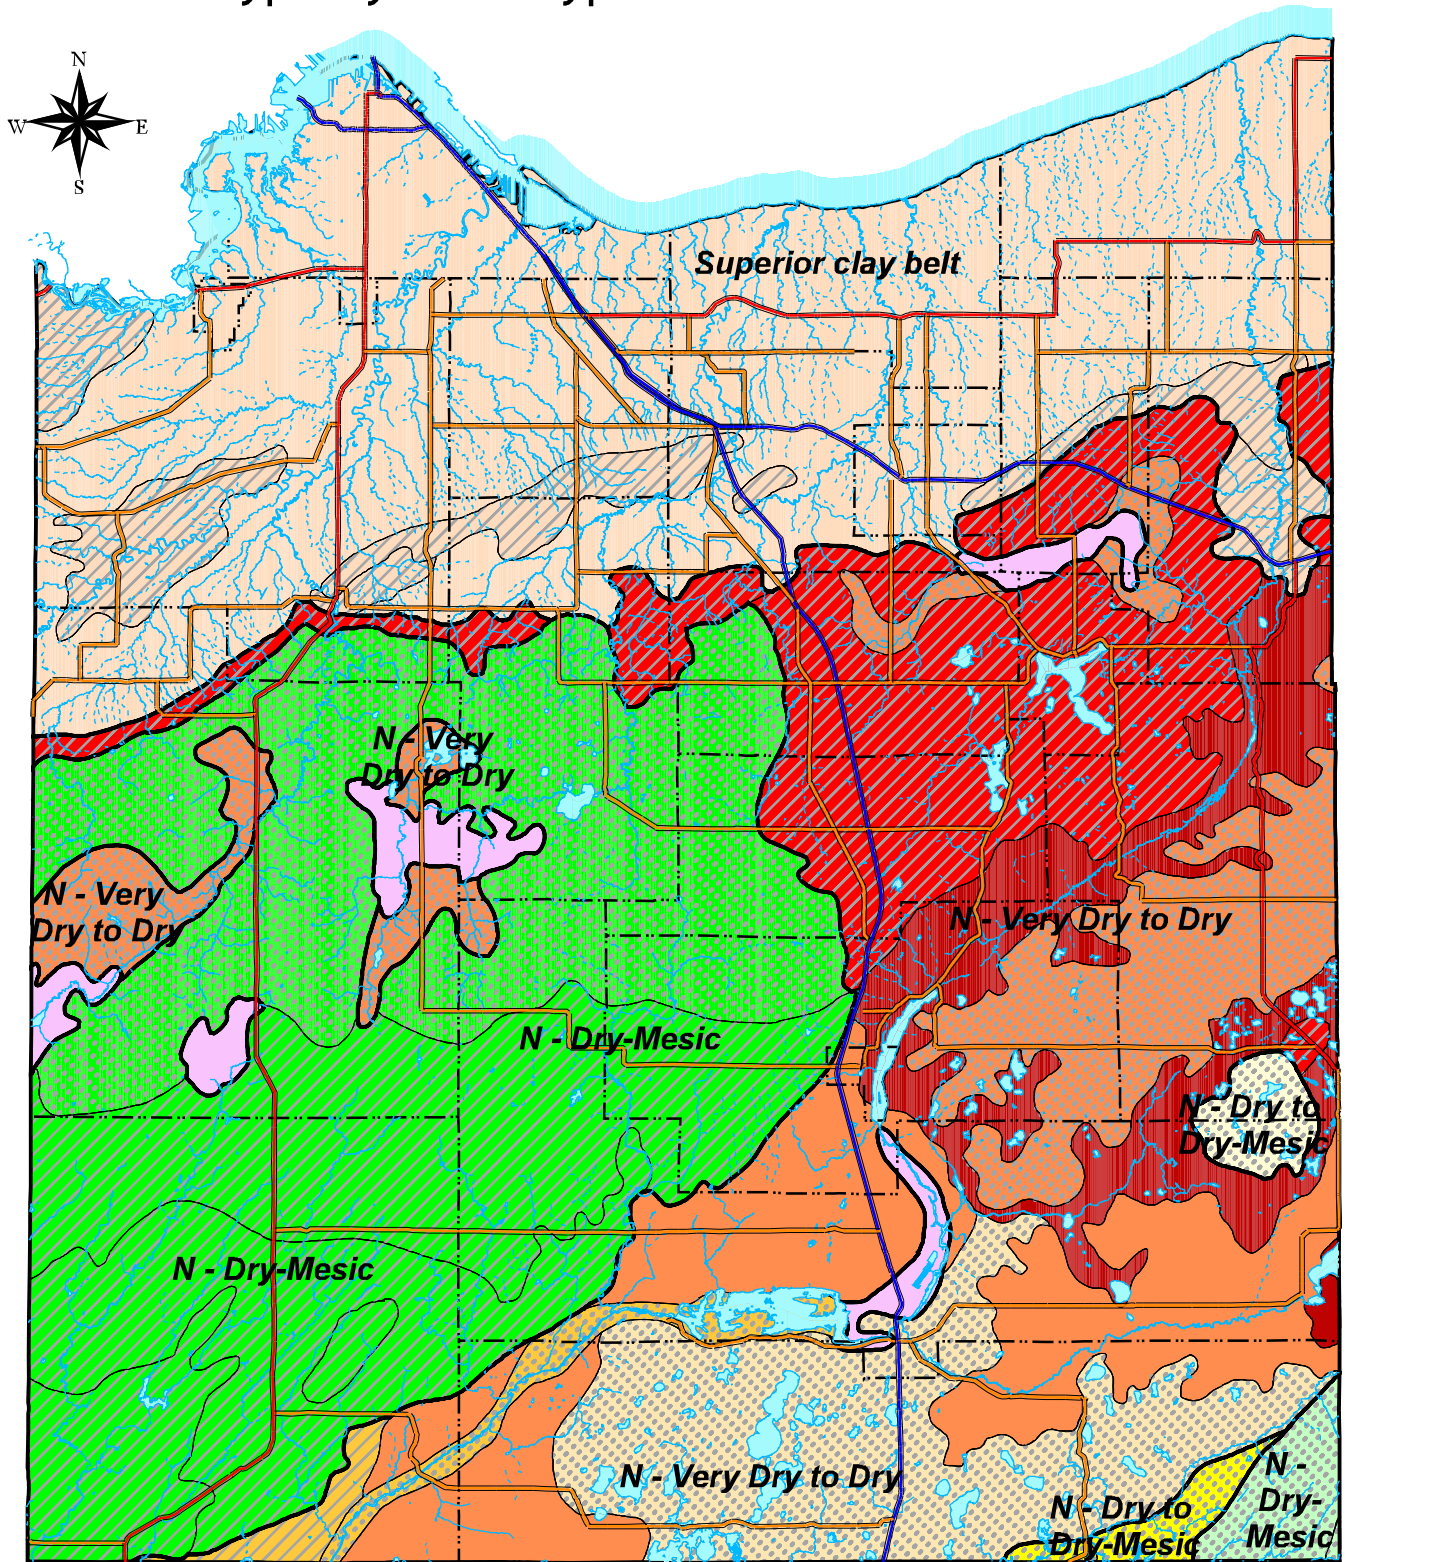 N
W E
S
Superior clay belt
N - Very
Dry to Dry
N - Very
Dry to Dry
N - Very Dry to Dry
N - Dry-Mesic
N - Dry to
Dry-Mesic
N - Dry-Mesic
N - Very Dry to Dry
N -
Dry-
Mesic
N - Dry to
Dry-Mesic